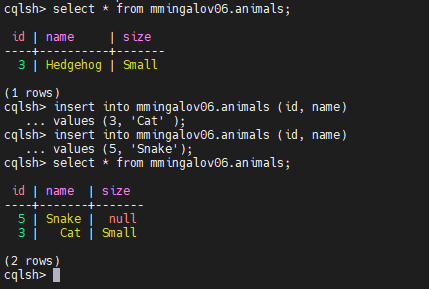 cqlsh> select * from mmingalov06.animals;
 id | name     | size
----+----------+-------
  3 | Hedgehog | Small
(1 rows)
cqlsh> insert into mmingalov06.animals (id, name)
   ... values (3, 'Cat' );
cqlsh> insert into mmingalov06.animals (id, name)
   ... values (5, 'Snake');
cqlsh> select * from mmingalov06.animals;
 id | name  | size
----+-------+-------
  5 | Snake |  null
  3 |   Cat | Small
(2 rows)
cqlsh>